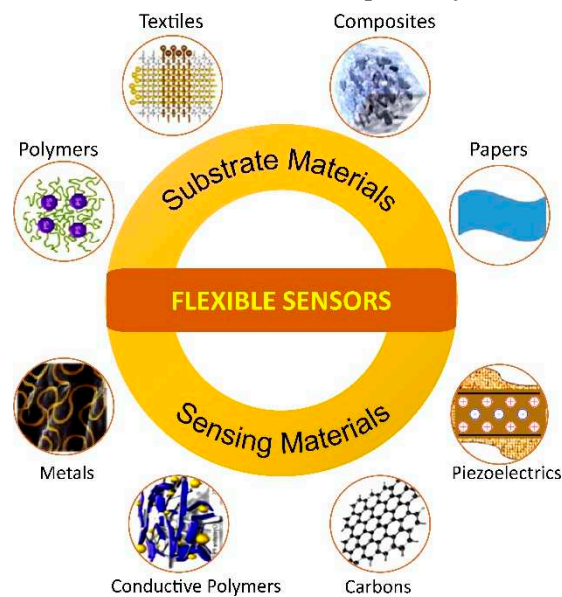 Textiles
Composites
Polymers
Papers
Substrate Materials
FLEXIBLE SENSORS
Sensing Materials
Metals
Piezoelectrics
Conductive Polymers
Carbons